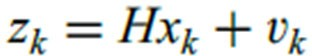 z_k = Hx_k + v_k